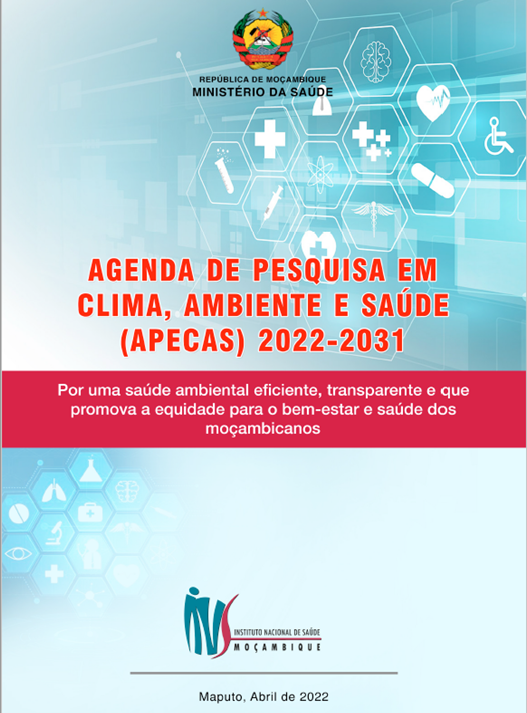 REPÚBLICA DE MOÇAMBIQUE
MINISTÉRIO DA SAÚDE
AGENDA DE PESQUISA EM
CLIMA, AMBIENTE E SAÚDE
(APECAS) 2022-2031
Por uma saúde ambiental eficiente, transparente e que
promova a equidade para o bem-estar e saúde dos
moçambicanos
INS
INSTITUTO NACIONAL DE SAÚDE
MOÇAMBIQUE
Maputo, Abril de 2022